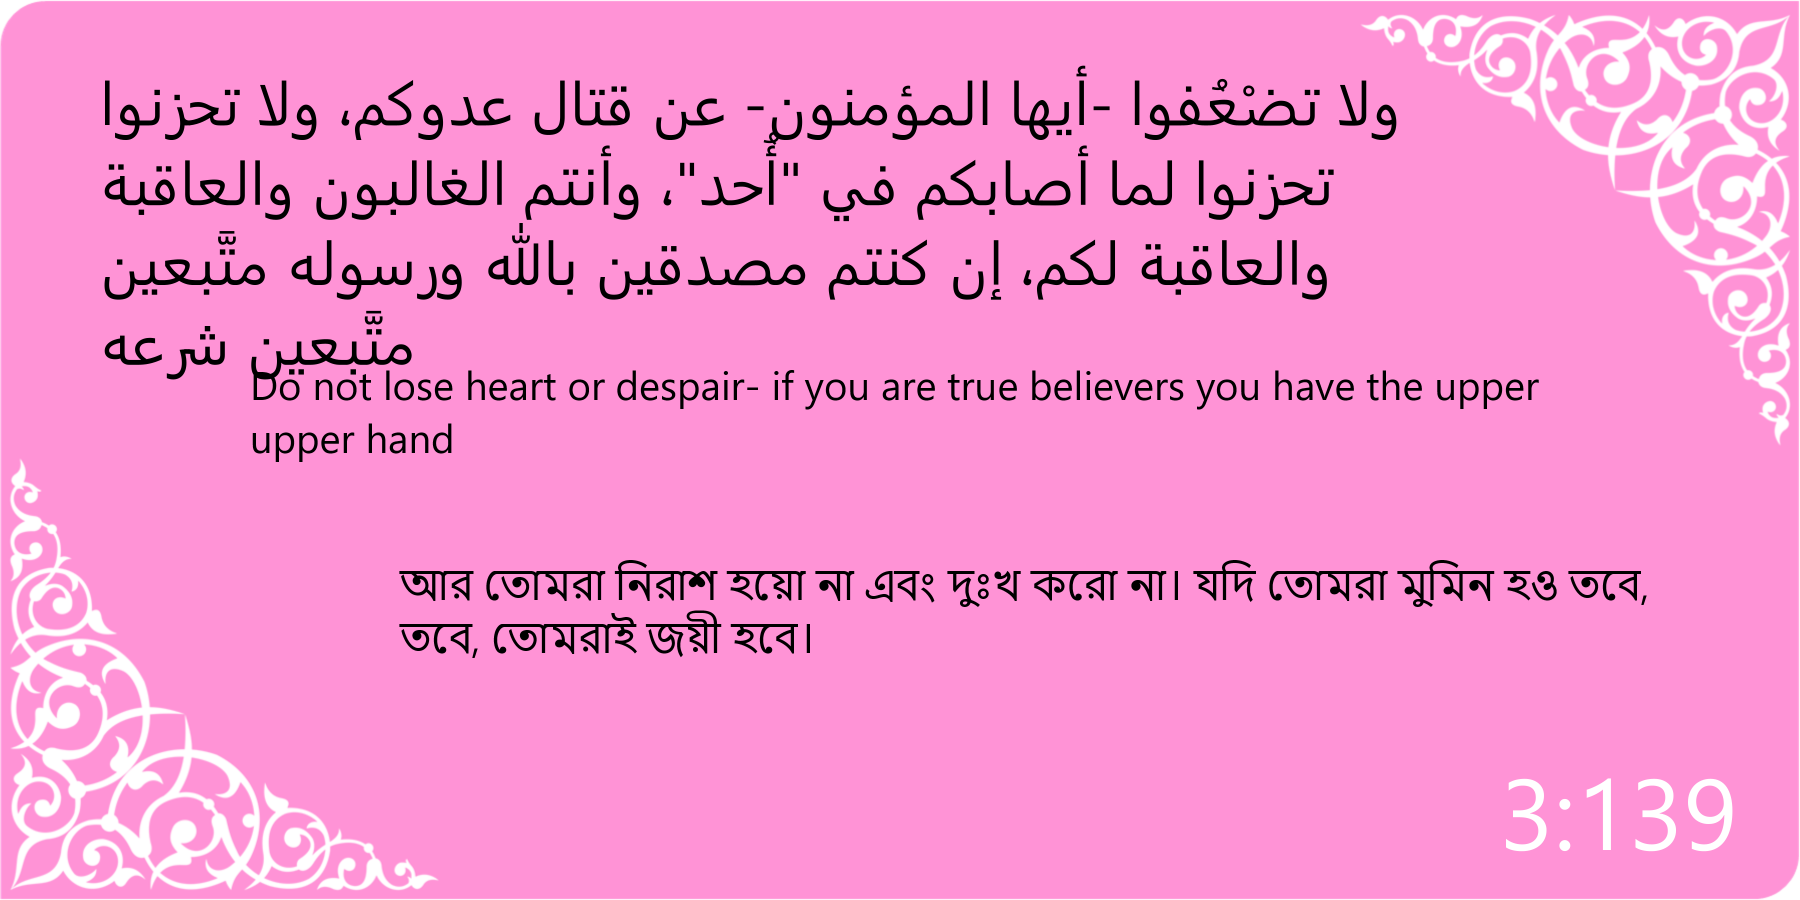 ولا تضْعُفوا -أيها المؤمنون- عن قتال عدوكم، ولا تحزنوا
تحزنوا لما أصابكم في "أُحد"، وأنتم الغالبون والعاقبة
والعاقبة لكم، إن كنتم مصدقين بالله ورسوله متَّبعين
متَّبعين شرعه
Do not lose heart or despair- if you are true believers you have the upper
upper hand
আর তোমরা নিরাশ হয়ো না এবং দুঃখ করো না। যদি তোমরা মুমিন হও তবে,
তবে, তোমরাই জয়ী হবে।
3:139